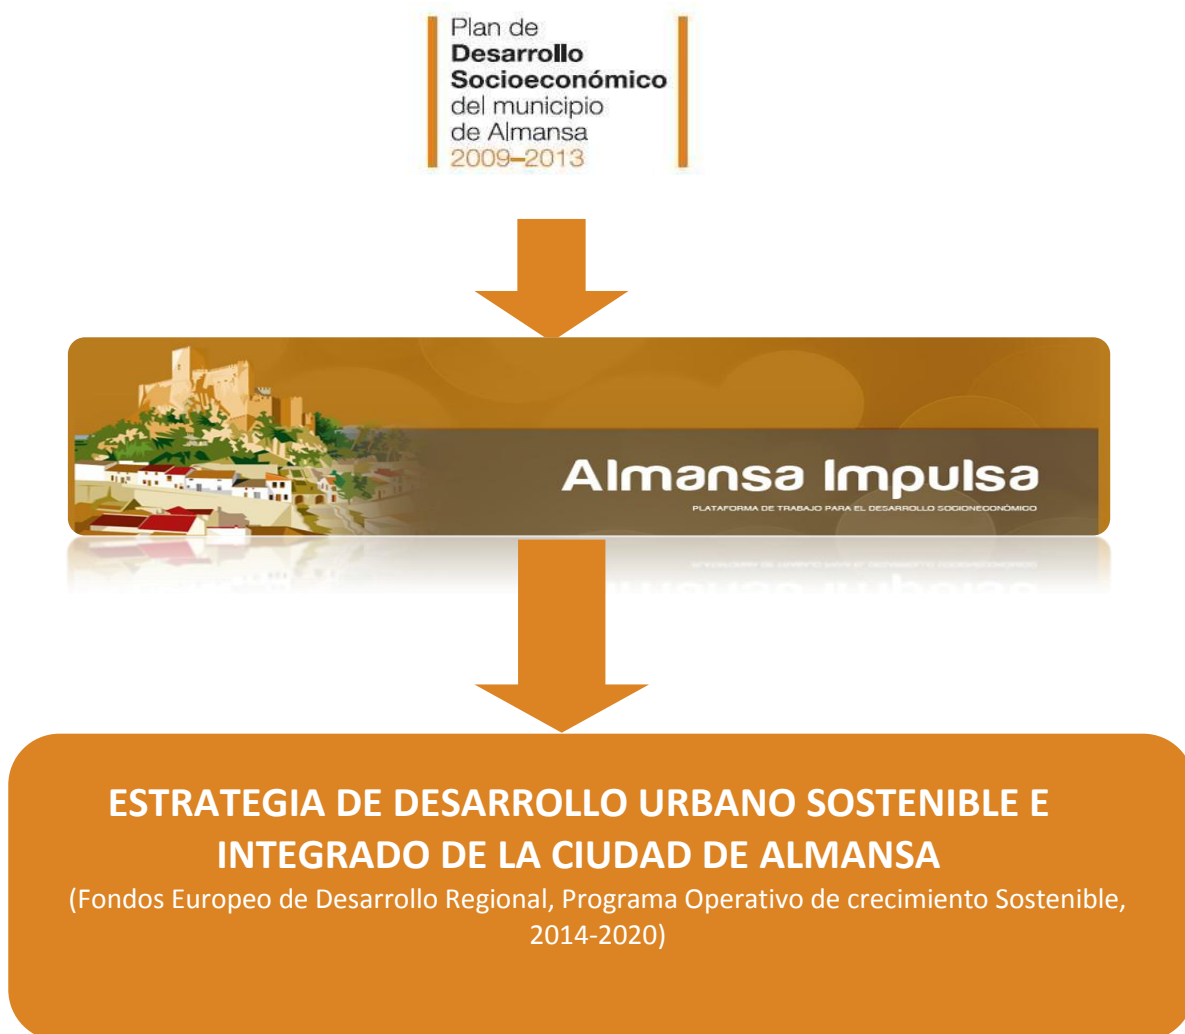 Plan de
Desarrollo
Socioeconómico
del municipio
de Almansa
2009–2013
Almansa Impulsa
PLATAFORMA DE TRABAJO PARA EL DESARROLLO SOCIONECONÓMICO
ESTRATEGIA DE DESARROLLO URBANO SOSTENIBLE E
INTEGRADO DE LA CIUDAD DE ALMANSA
(Fondos Europeo de Desarrollo Regional, Programa Operativo de crecimiento Sostenible,
2014-2020)